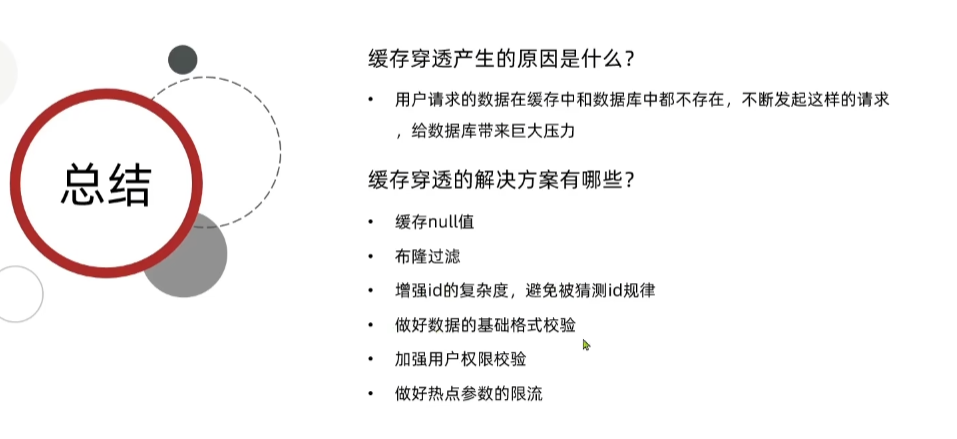 总结
缓存穿透产生的原因是什么？
• 用户请求的数据在缓存中和数据库中都不存在，不断发起这样的请求
，给数据库带来巨大压力
缓存穿透的解决方案有哪些？
• 缓存null值
• 布隆过滤
• 增强id的复杂度，避免被猜测id规律
• 做好数据的基础格式校验
• 加强用户权限校验
• 做好热点参数的限流